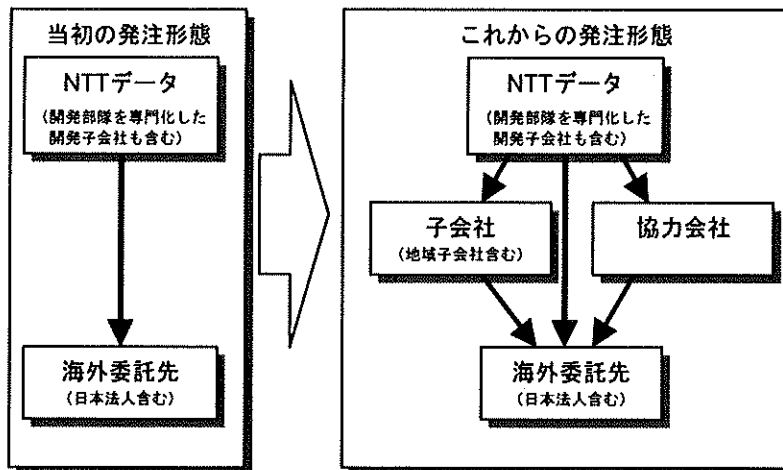 当初の発注形態
NTTデータ
（開発部隊を専門化した
開発子会社も含む）
海外委託先
（日本法人含む）
これからの発注形態
NTTデータ
（開発部隊を専門化した
開発子会社も含む）
子会社
（地域子会社含む）
協力会社
海外委託先
（日本法人含む）